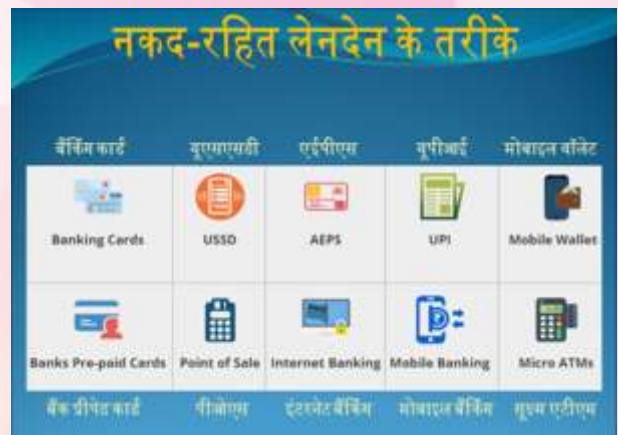 नकद-रहित लेनदेन के तरीके
बैंकिंग कार्ड यूएसएसडी एईपीएस यूपीआई मोबाइल वॉलेट
Banking Cards USSD AEPS UPI Mobile Wallet
Banks Pre-paid Cards Point of Sale Internet Banking Mobile Banking Micro ATMs
बैंक प्रीपेड कार्ड पीओएस इंटरनेट बैंकिंग मोबाइल बैंकिंग सूक्ष्म एटीएम